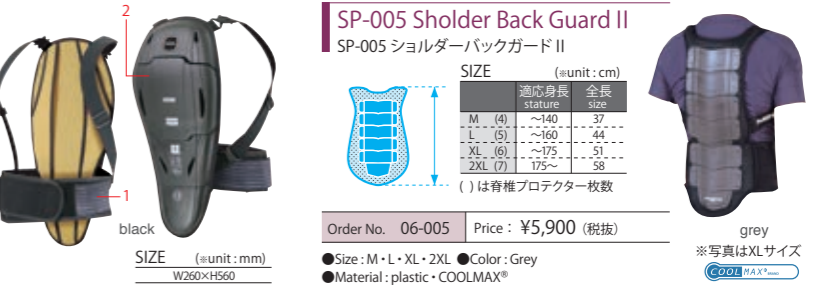 2
1
black
SIZE (※unit : mm)
W260×H560
SP-005 Sholder Back Guard II
SP-005 ショルダーバックガードII
SIZE (※unit : cm)
適応身長 全長
stature size
M (4) ～140 37
L (5) ～160 44
XL (6) ～175 51
2XL (7) 175～ 58
( ) は脊椎プロテクター枚数
Order No. 06-005 Price : ¥5,900 (税抜)
●Size : M・L・XL・2XL ●Color : Grey
●Material : plastic・COOLMAX®
grey
※写真はXLサイズ
COOLMAX®